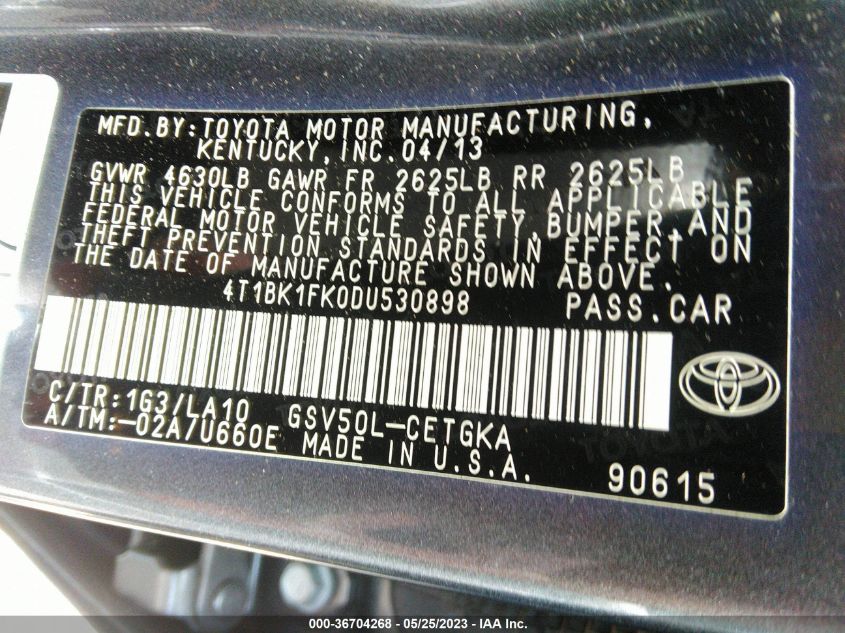 MFD.BY:TOYOTA MOTOR MANUFACTURING,
KENTUCKY,INC.04/13
GVWR 4630LB GAWR FR 2625LB RR 2625LB
THIS VEHICLE CONFORMS TO ALL APPLICABLE
FEDERAL MOTOR VEHICLE SAFETY,BUMPER,AND
THEFT PREVENTION STANDARDS IN EFFECT ON
THE DATE OF MANUFACTURE SHOWN ABOVE.
4T1BK1FK0DU530898 PASS.CAR
C/TR:1G3/LA10 GSV50L-CETGKA
A/TM:-02A/U660E MADE IN U.S.A.
90615
000-36704268 - 05/25/2023 - IAA Inc.